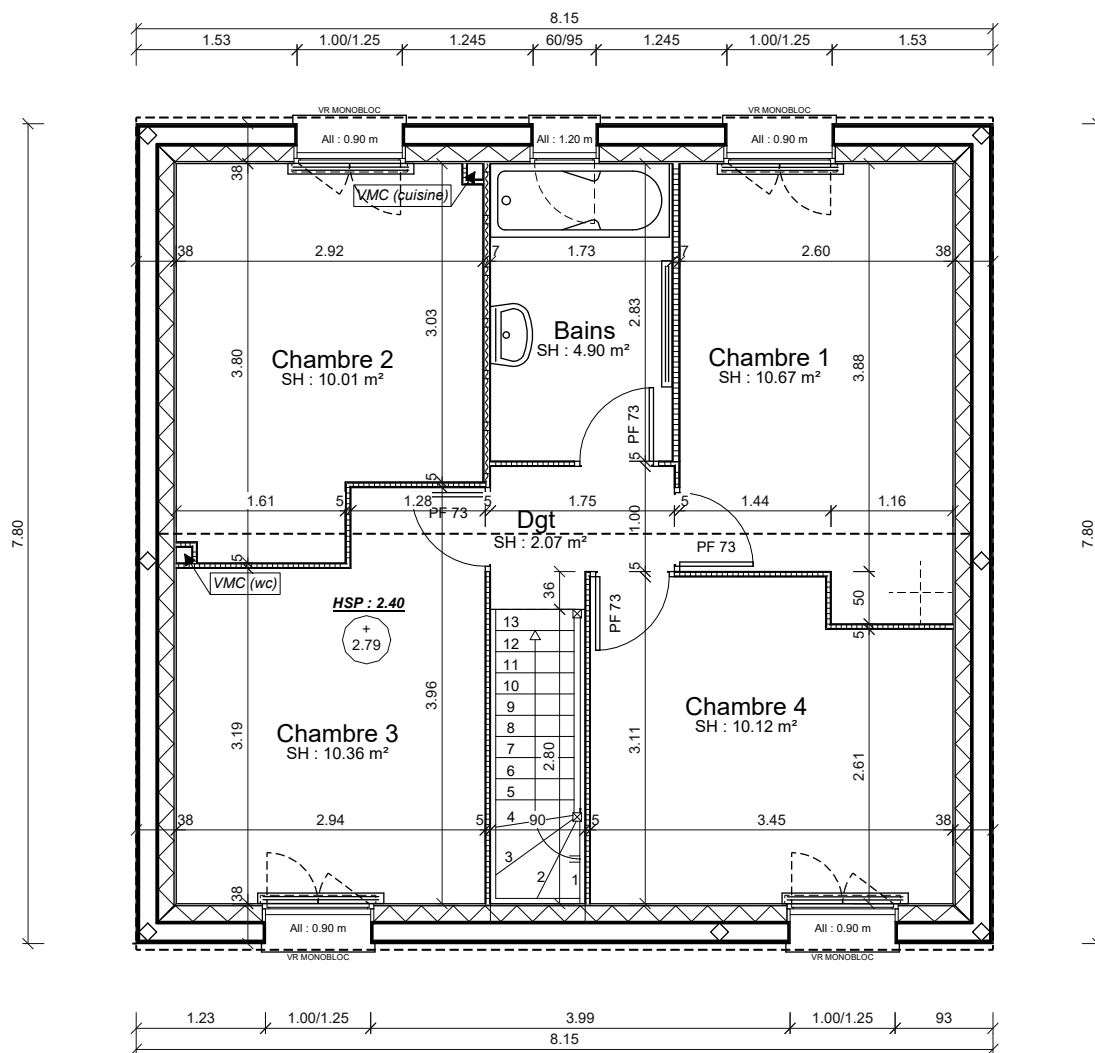 8.15
1.53 1.00/1.25 1.245 60/95 1.245 1.00/1.25 1.53
VR MONOBLOC VR MONOBLOC
All : 0.90 m All : 1.20 m All : 0.90 m
38
VMC (cuisine)
38 2.92 7 1.73 7 2.60 38
3.03 2.83
3.80 3.88
Bains
SH : 4.90 m²
Chambre 2
SH : 10.01 m²
Chambre 1
SH : 10.67 m²
PF 73
5 5
1.61 5 1.28 5 1.75 5 1.44 1.16
PF 73
1.00
Dgt
SH : 2.07 m²
7.80 7.80
PF 73
5 5
VMC (wc)
36 PF 73 50
HSP : 2.40
+
2.79
13
12
11
10
9
8
7
6
5
4
3
2
1
5
3.96
Chambre 3
SH : 10.36 m²
3.19
2.80
3.11
Chambre 4
SH : 10.12 m²
2.61
38 2.94 5 90 5 3.45 38
38
All : 0.90 m All : 0.90 m
VR MONOBLOC VR MONOBLOC
1.23 1.00/1.25 3.99 1.00/1.25 93
8.15